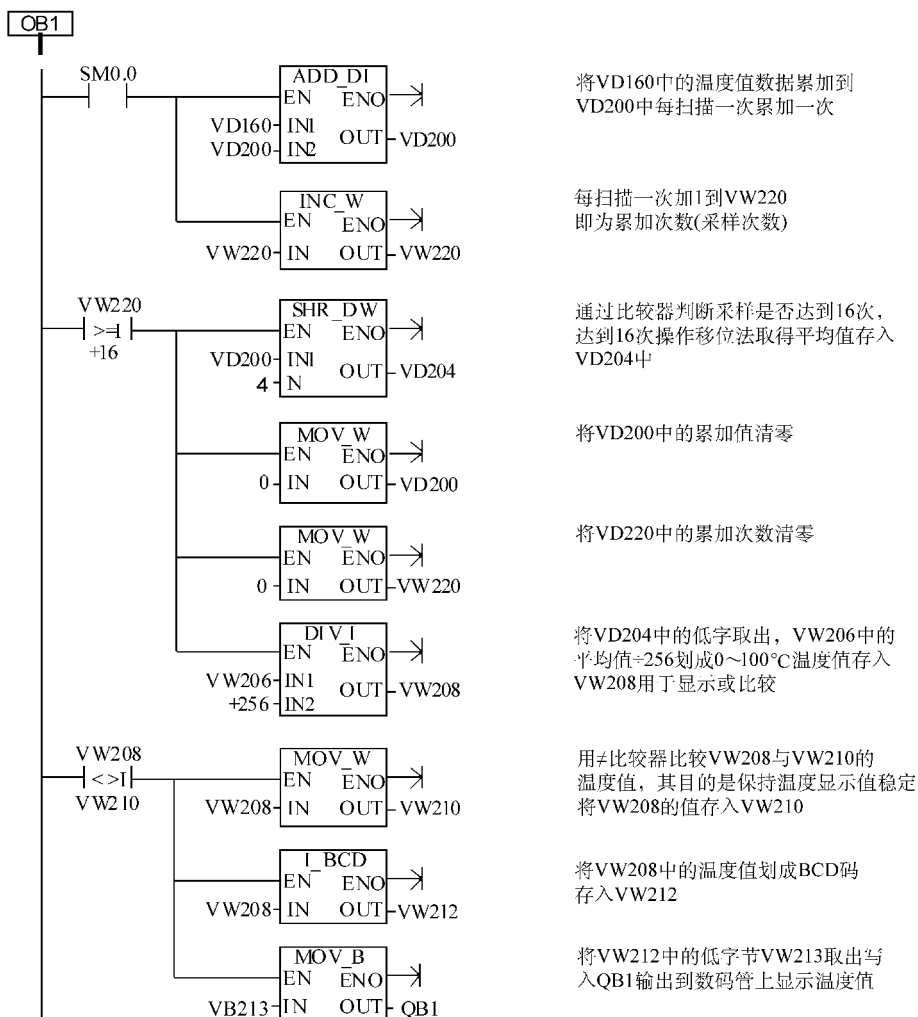 OB1
SM0.0
ADD_DI
EN ENO
VD160 IN1
OUT VD200
VD200 IN2
将VD160中的温度值数据累加到
VD200中每扫描一次累加一次
INC_W
EN ENO
VW220 IN OUT VW220
每扫描一次加1到VW220
即为累加次数(采样次数)
VW220
>=I
+16
SHR_DW
EN ENO
VD200 IN1
OUT VD204
4 N
通过比较器判断采样是否达到16次，
达到16次操作移位法取得平均值存入
VD204中
MOV_W
EN ENO
0 IN OUT VD200
将VD200中的累加值清零
MOV_W
EN ENO
0 IN OUT VW220
将VD220中的累加次数清零
DIV_I
EN ENO
VW206 IN1
OUT VW208
+256 IN2
将VD204中的低字取出，VW206中的
平均值÷256划成0~100°C温度值存入
VW208用于显示或比较
VW208
<>I
VW210
MOV_W
EN ENO
VW208 IN OUT VW210
用≠比较器比较VW208与VW210的
温度值，其目的是保持温度显示值稳定
将VW208的值存入VW210
I_BCD
EN ENO
VW208 IN OUT VW212
将VW208中的温度值划成BCD码
存入VW212
MOV_B
EN ENO
VB213 IN OUT QB1
将VW212中的低字节VW213取出写
入QB1输出到数码管上显示温度值